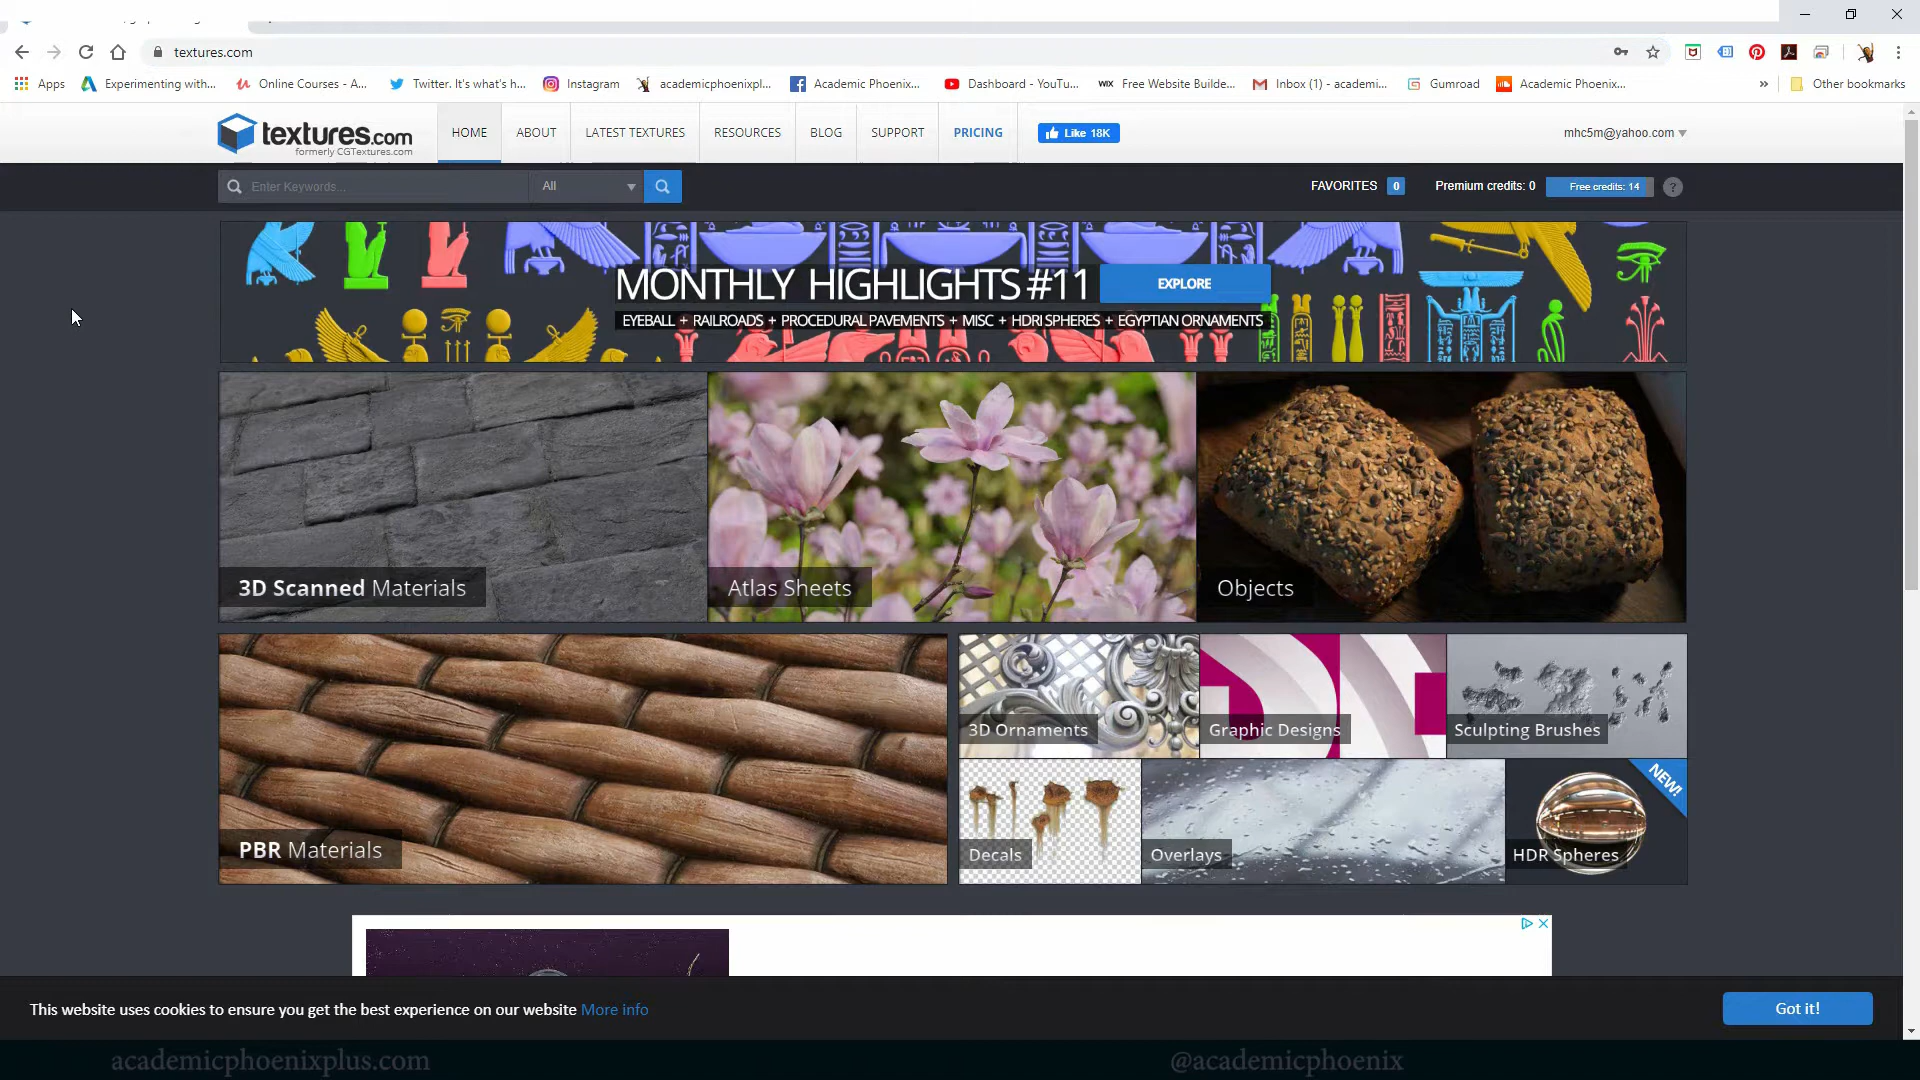 textures.com
Apps Experimenting with... Online Courses - A... Twitter. It's what's h... Instagram academicphoenixpl... Academic Phoenix... Dashboard - YouTu... WIX Free Website Builde... Inbox (1) - academi... Gumroad Academic Phoenix... » Other bookmarks
textures.com
formerly CGTextures.com
HOME ABOUT LATEST TEXTURES RESOURCES BLOG SUPPORT PRICING Like 18K mhc5m@yahoo.com
Enter Keywords... All FAVORITES 0 Premium credits: 0 Free credits: 14 ?
MONTHLY HIGHLIGHTS #11 EXPLORE
EYEBALL + RAILROADS + PROCEDURAL PAVEMENTS + MISC + HDRI SPHERES + EGYPTIAN ORNAMENTS
3D Scanned Materials
Atlas Sheets
Objects
PBR Materials
3D Ornaments
Graphic Designs
Sculpting Brushes
NEW!
Decals
Overlays
HDR Spheres
This website uses cookies to ensure you get the best experience on our website More info
Got it!
academicphoenixplus.com
@academicphoenix